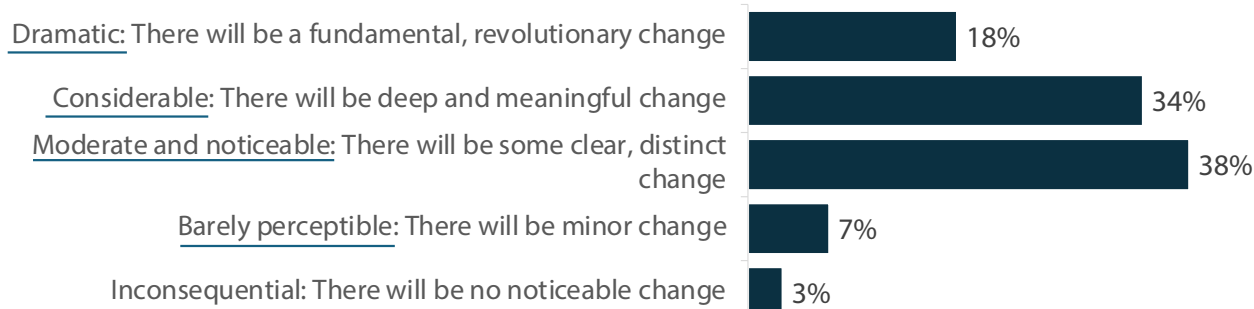 Dramatic: There will be a fundamental, revolutionary change 18%
Considerable: There will be deep and meaningful change 34%
Moderate and noticeable: There will be some clear, distinct
change 38%
Barely perceptible: There will be minor change 7%
Inconsequential: There will be no noticeable change 3%